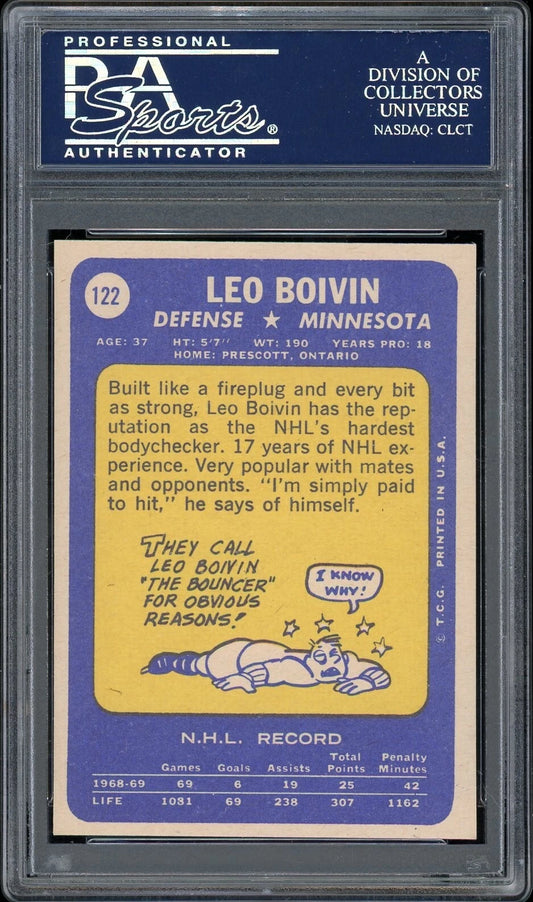 PROFESSIONAL
PSA
Sports®
AUTHENTICATOR
A
DIVISION OF
COLLECTORS
UNIVERSE
NASDAQ: CLCT
122
LEO BOIVIN
DEFENSE ★ MINNESOTA
AGE: 37 HT: 5'7'' WT: 190 YEARS PRO: 18
HOME: PRESCOTT, ONTARIO
Built like a fireplug and every bit
as strong, Leo Boivin has the rep-
utation as the NHL's hardest
bodychecker. 17 years of NHL ex-
perience. Very popular with mates
and opponents. "I'm simply paid
to hit," he says of himself.
THEY CALL
LEO BOIVIN
"THE BOUNCER"
FOR OBVIOUS
REASONS!
I KNOW
WHY!
© T.C.G. PRINTED IN U.S.A.
N.H.L. RECORD
Games Goals Assists Total Points Penalty Minutes
1968-69 69 6 19 25 42
LIFE 1081 69 238 307 1162